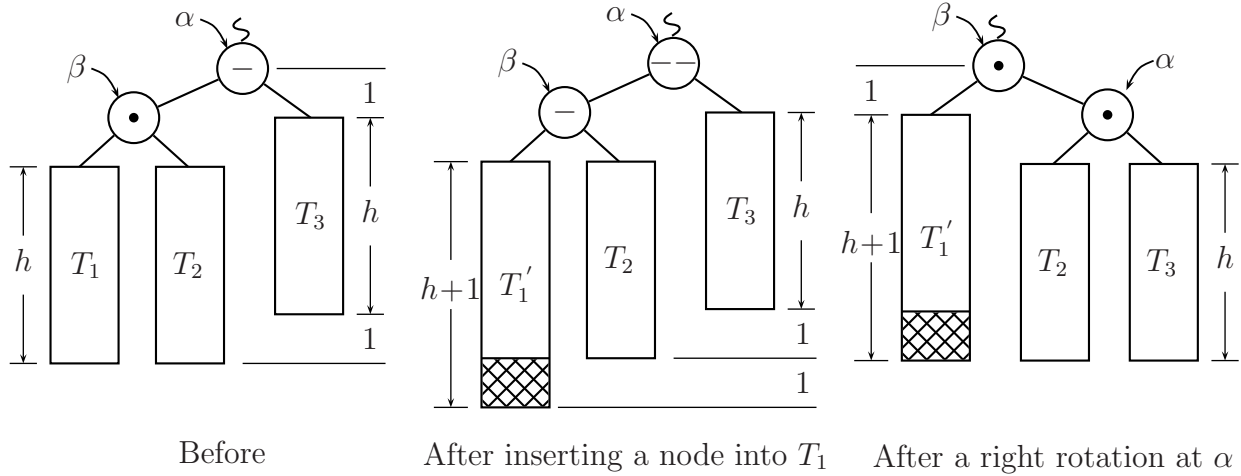 α
β
−
1
h
T₁
T₂
T₃
h
1
Before
α
β
−−
−
h+1
T₁′
T₂
T₃
h
1
1
After inserting a node into T₁
β
α
1
h+1
T₁′
T₂
T₃
h
After a right rotation at α